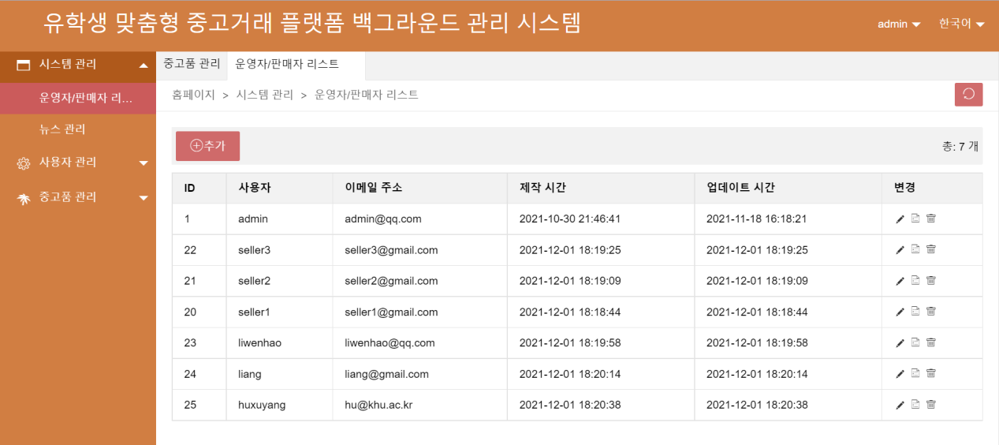 유학생 맞춤형 중고거래 플랫폼 백그라운드 관리 시스템
admin 한국어
시스템 관리
운영자/판매자 리...
뉴스 관리
사용자 관리
중고품 관리
중고품 관리 운영자/판매자 리스트
홈페이지 > 시스템 관리 > 운영자/판매자 리스트
추가 총: 7 개
ID 사용자 이메일 주소 제작 시간 업데이트 시간 변경
1 admin admin@qq.com 2021-10-30 21:46:41 2021-11-18 16:18:21
22 seller3 seller3@gmail.com 2021-12-01 18:19:25 2021-12-01 18:19:25
21 seller2 seller2@gmail.com 2021-12-01 18:19:09 2021-12-01 18:19:09
20 seller1 seller1@gmail.com 2021-12-01 18:18:44 2021-12-01 18:18:44
23 liwenhao liwenhao@qq.com 2021-12-01 18:19:58 2021-12-01 18:19:58
24 liang liang@gmail.com 2021-12-01 18:20:14 2021-12-01 18:20:14
25 huxuyang hu@khu.ac.kr 2021-12-01 18:20:38 2021-12-01 18:20:38